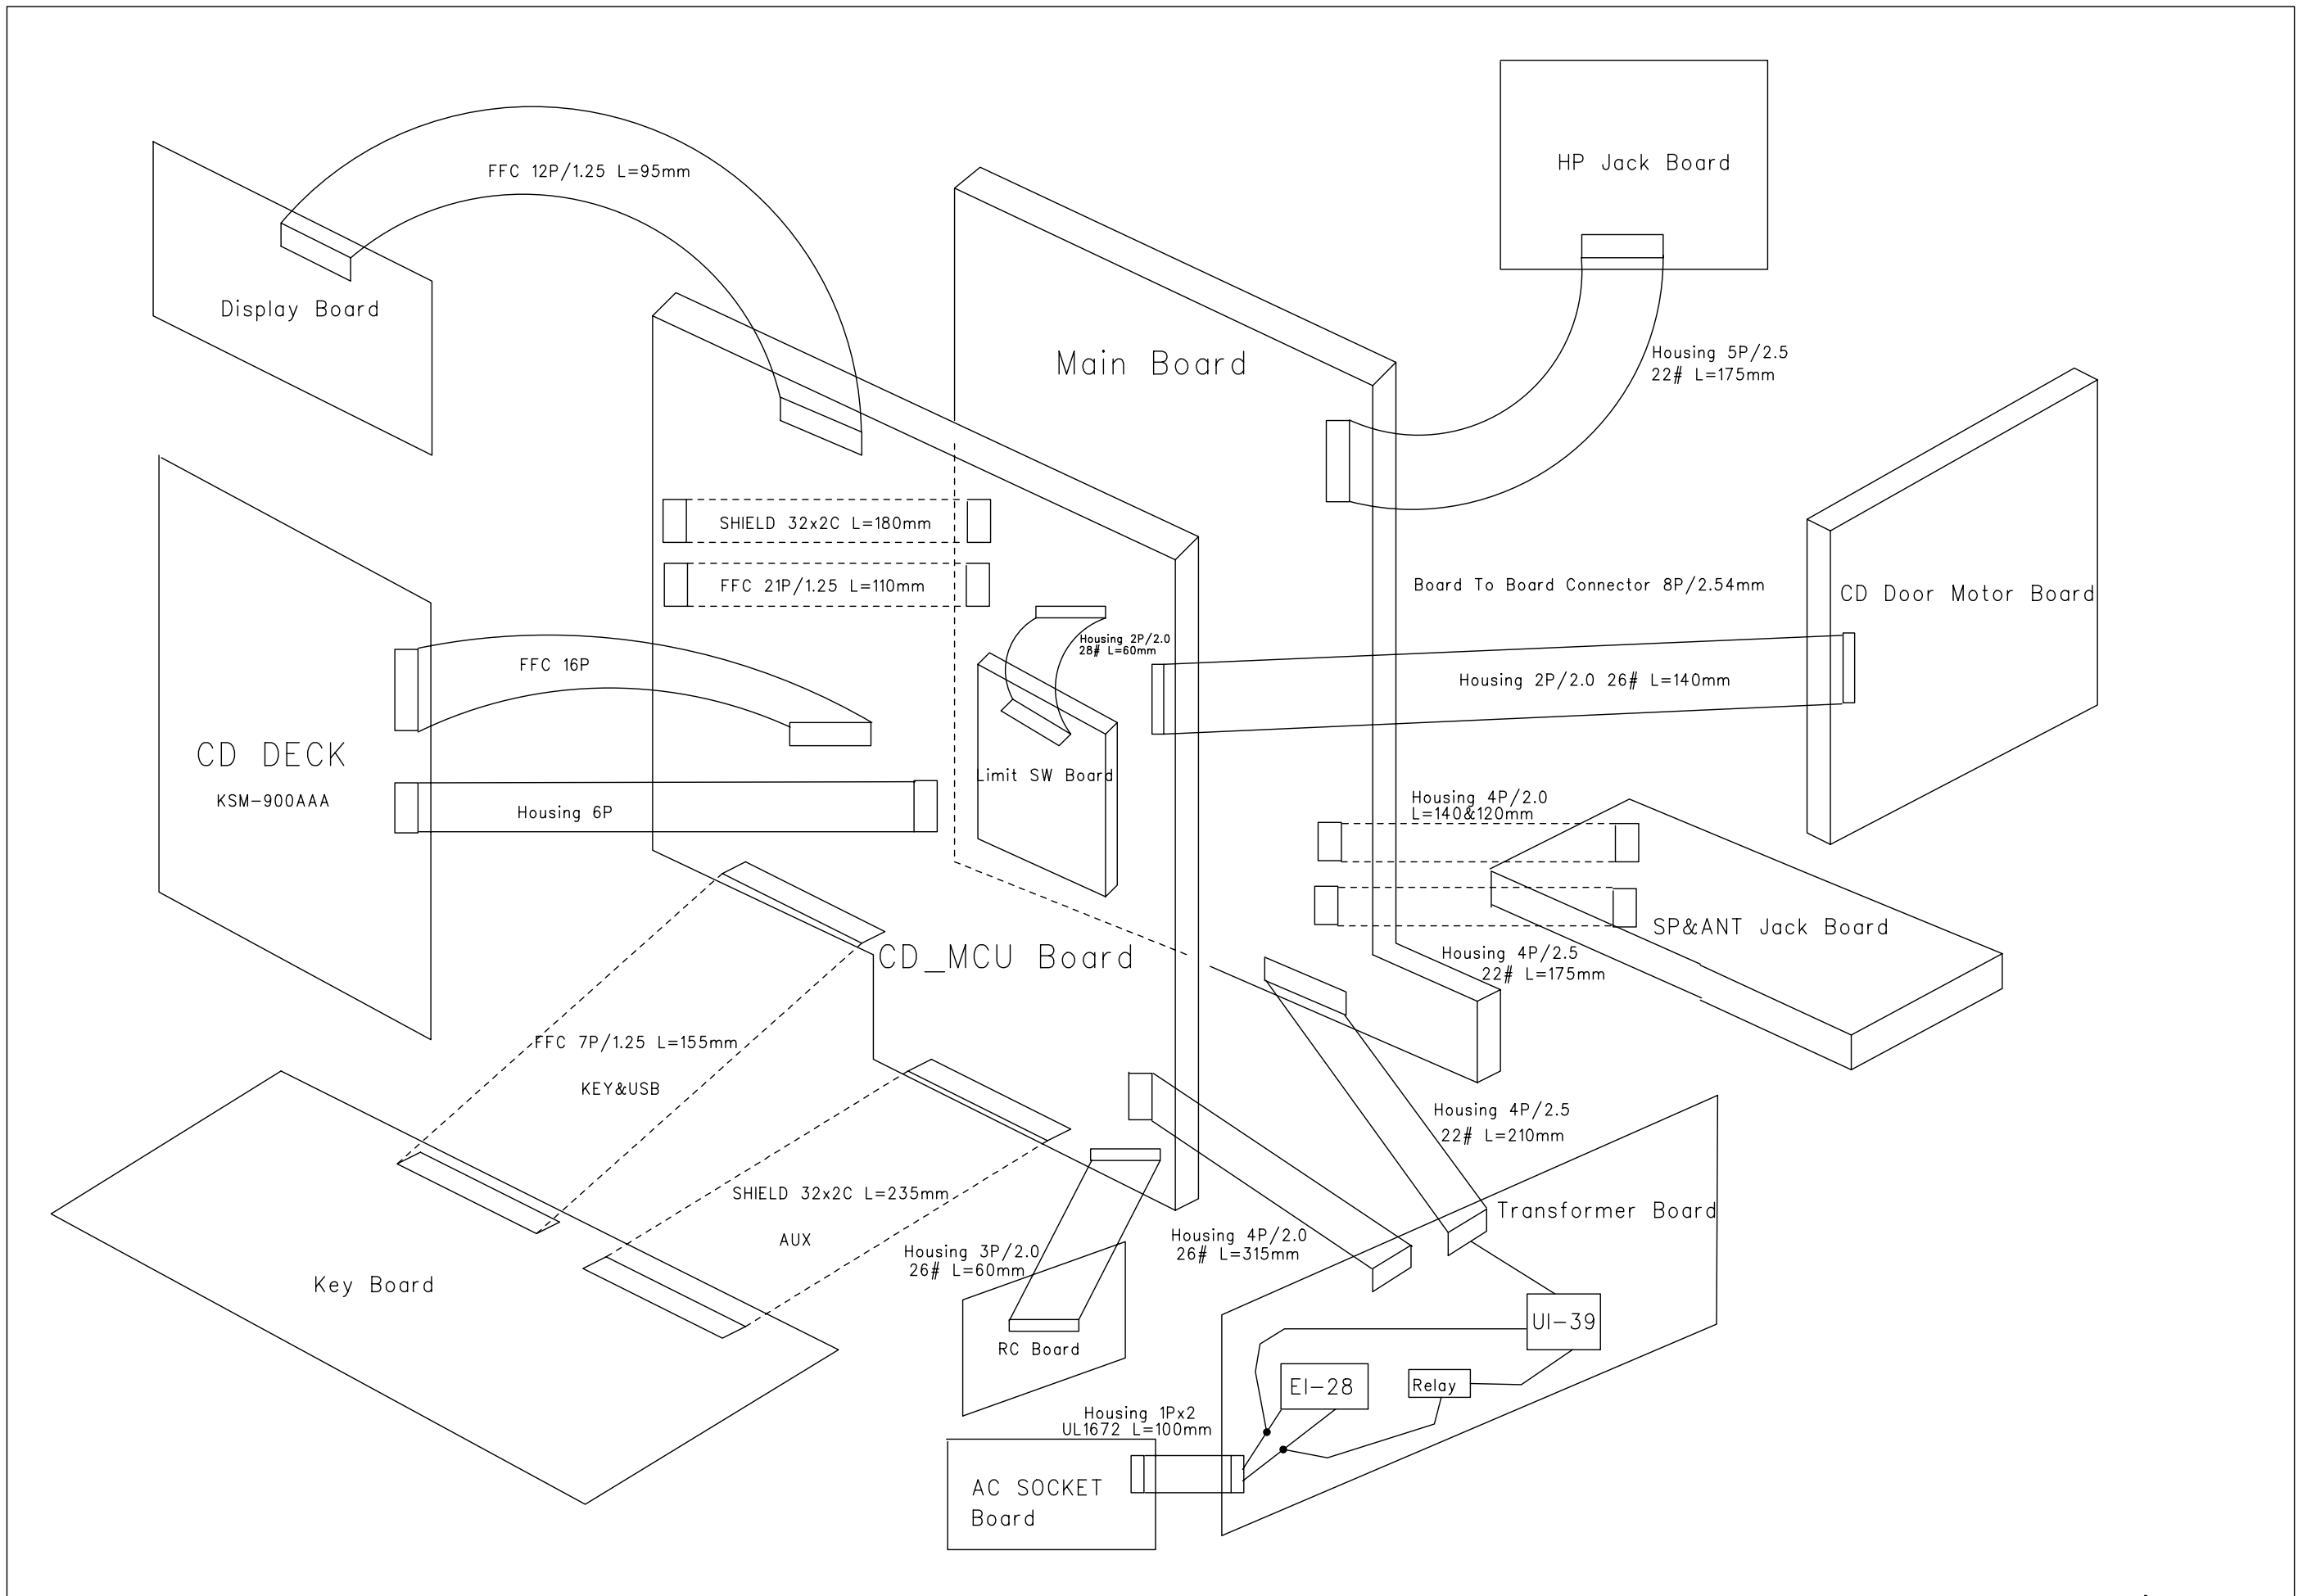 HP Jack Board
FFC 12P/1.25 L=95mm
Display Board
Main Board
Housing 5P/2.5
22# L=175mm
SHIELD 32x2C L=180mm
FFC 21P/1.25 L=110mm
Board To Board Connector 8P/2.54mm
CD Door Motor Board
Housing 2P/2.0
28# L=60mm
FFC 16P
Housing 2P/2.0 26# L=140mm
CD DECK
KSM-900AAA
Limit SW Board
Housing 6P
Housing 4P/2.0
L=140&120mm
SP&ANT Jack Board
CD_MCU Board
Housing 4P/2.5
22# L=175mm
FFC 7P/1.25 L=155mm
KEY&USB
Housing 4P/2.5
22# L=210mm
SHIELD 32x2C L=235mm
AUX
Transformer Board
Housing 3P/2.0
26# L=60mm
Housing 4P/2.0
26# L=315mm
Key Board
UI-39
RC Board
EI-28
Relay
Housing 1Px2
UL1672 L=100mm
AC SOCKET
Board